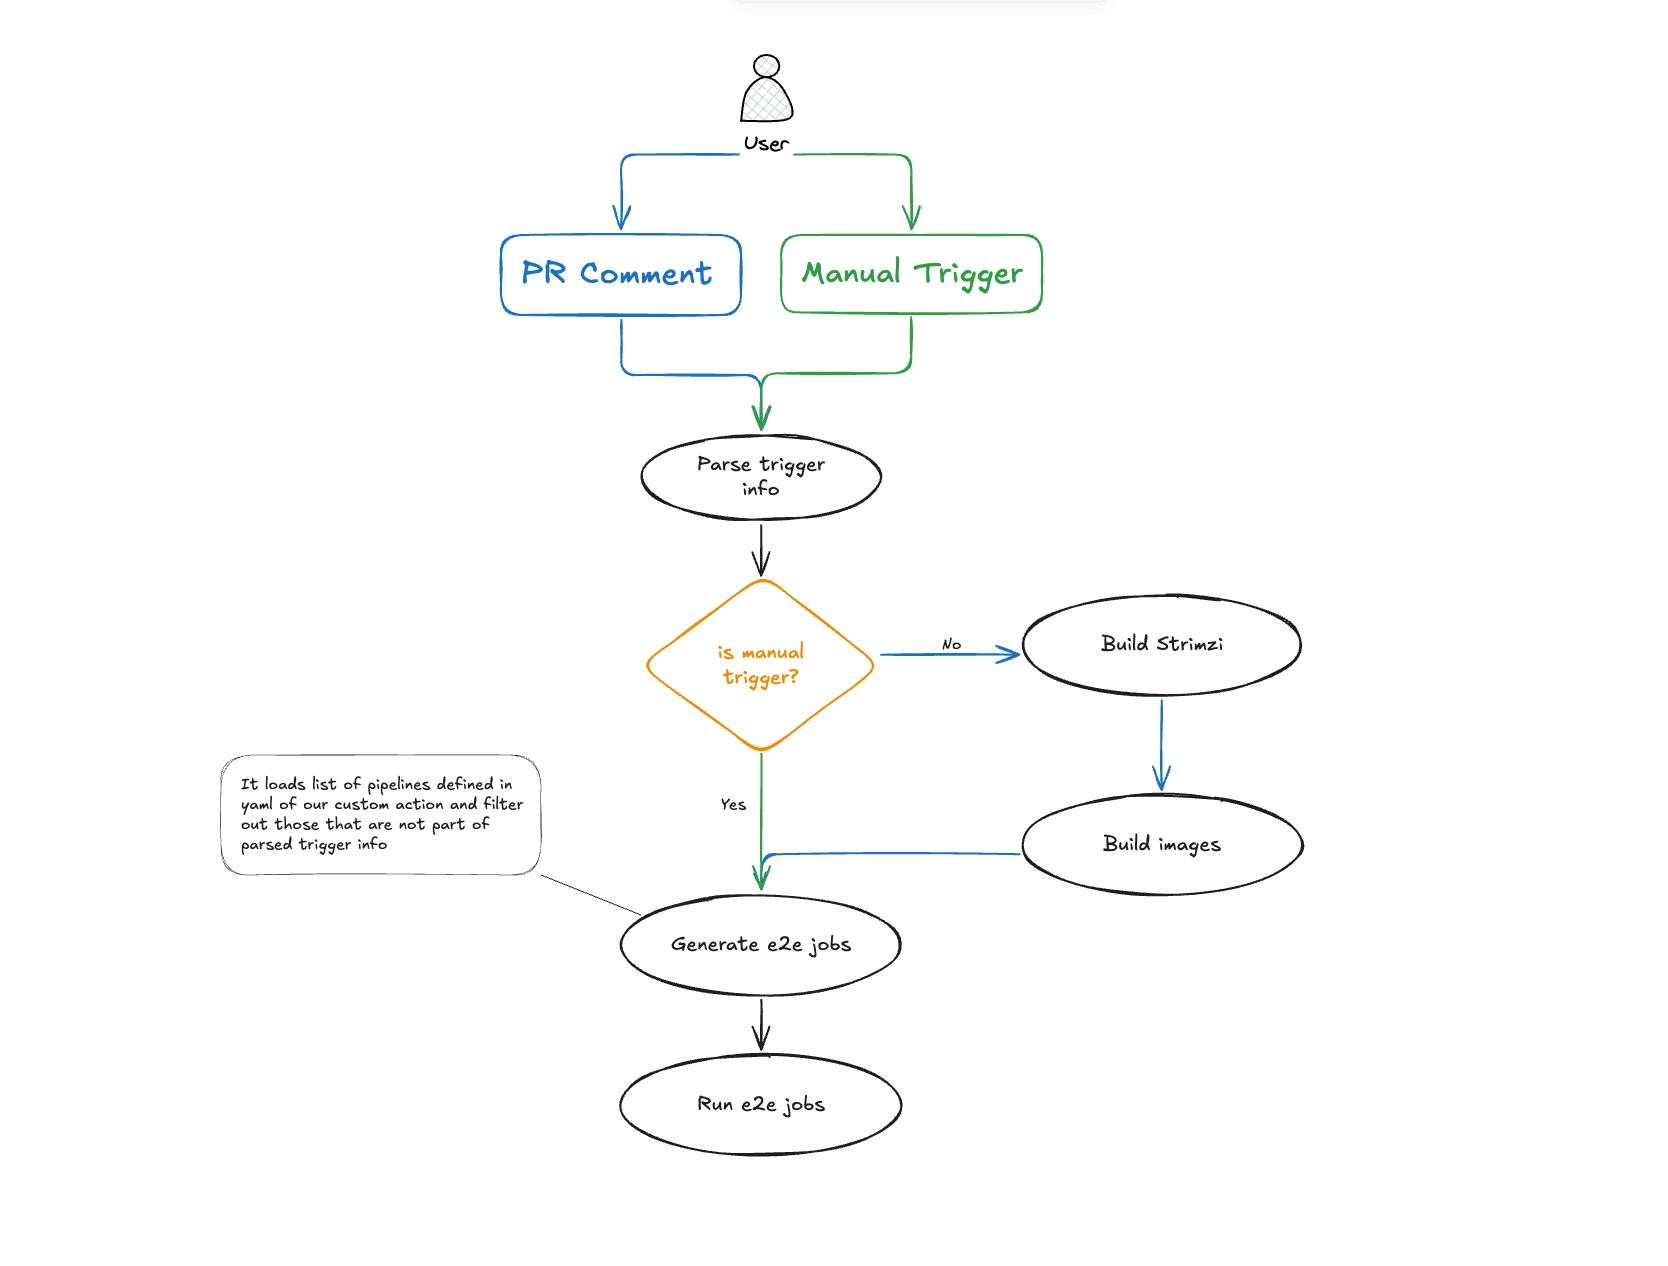 User
PR Comment
Manual Trigger
Parse trigger
info
is manual
trigger?
No
Build Strimzi
Yes
It loads list of pipelines defined in
yaml of our custom action and filter
out those that are not part of
parsed trigger info
Build images
Generate e2e jobs
Run e2e jobs